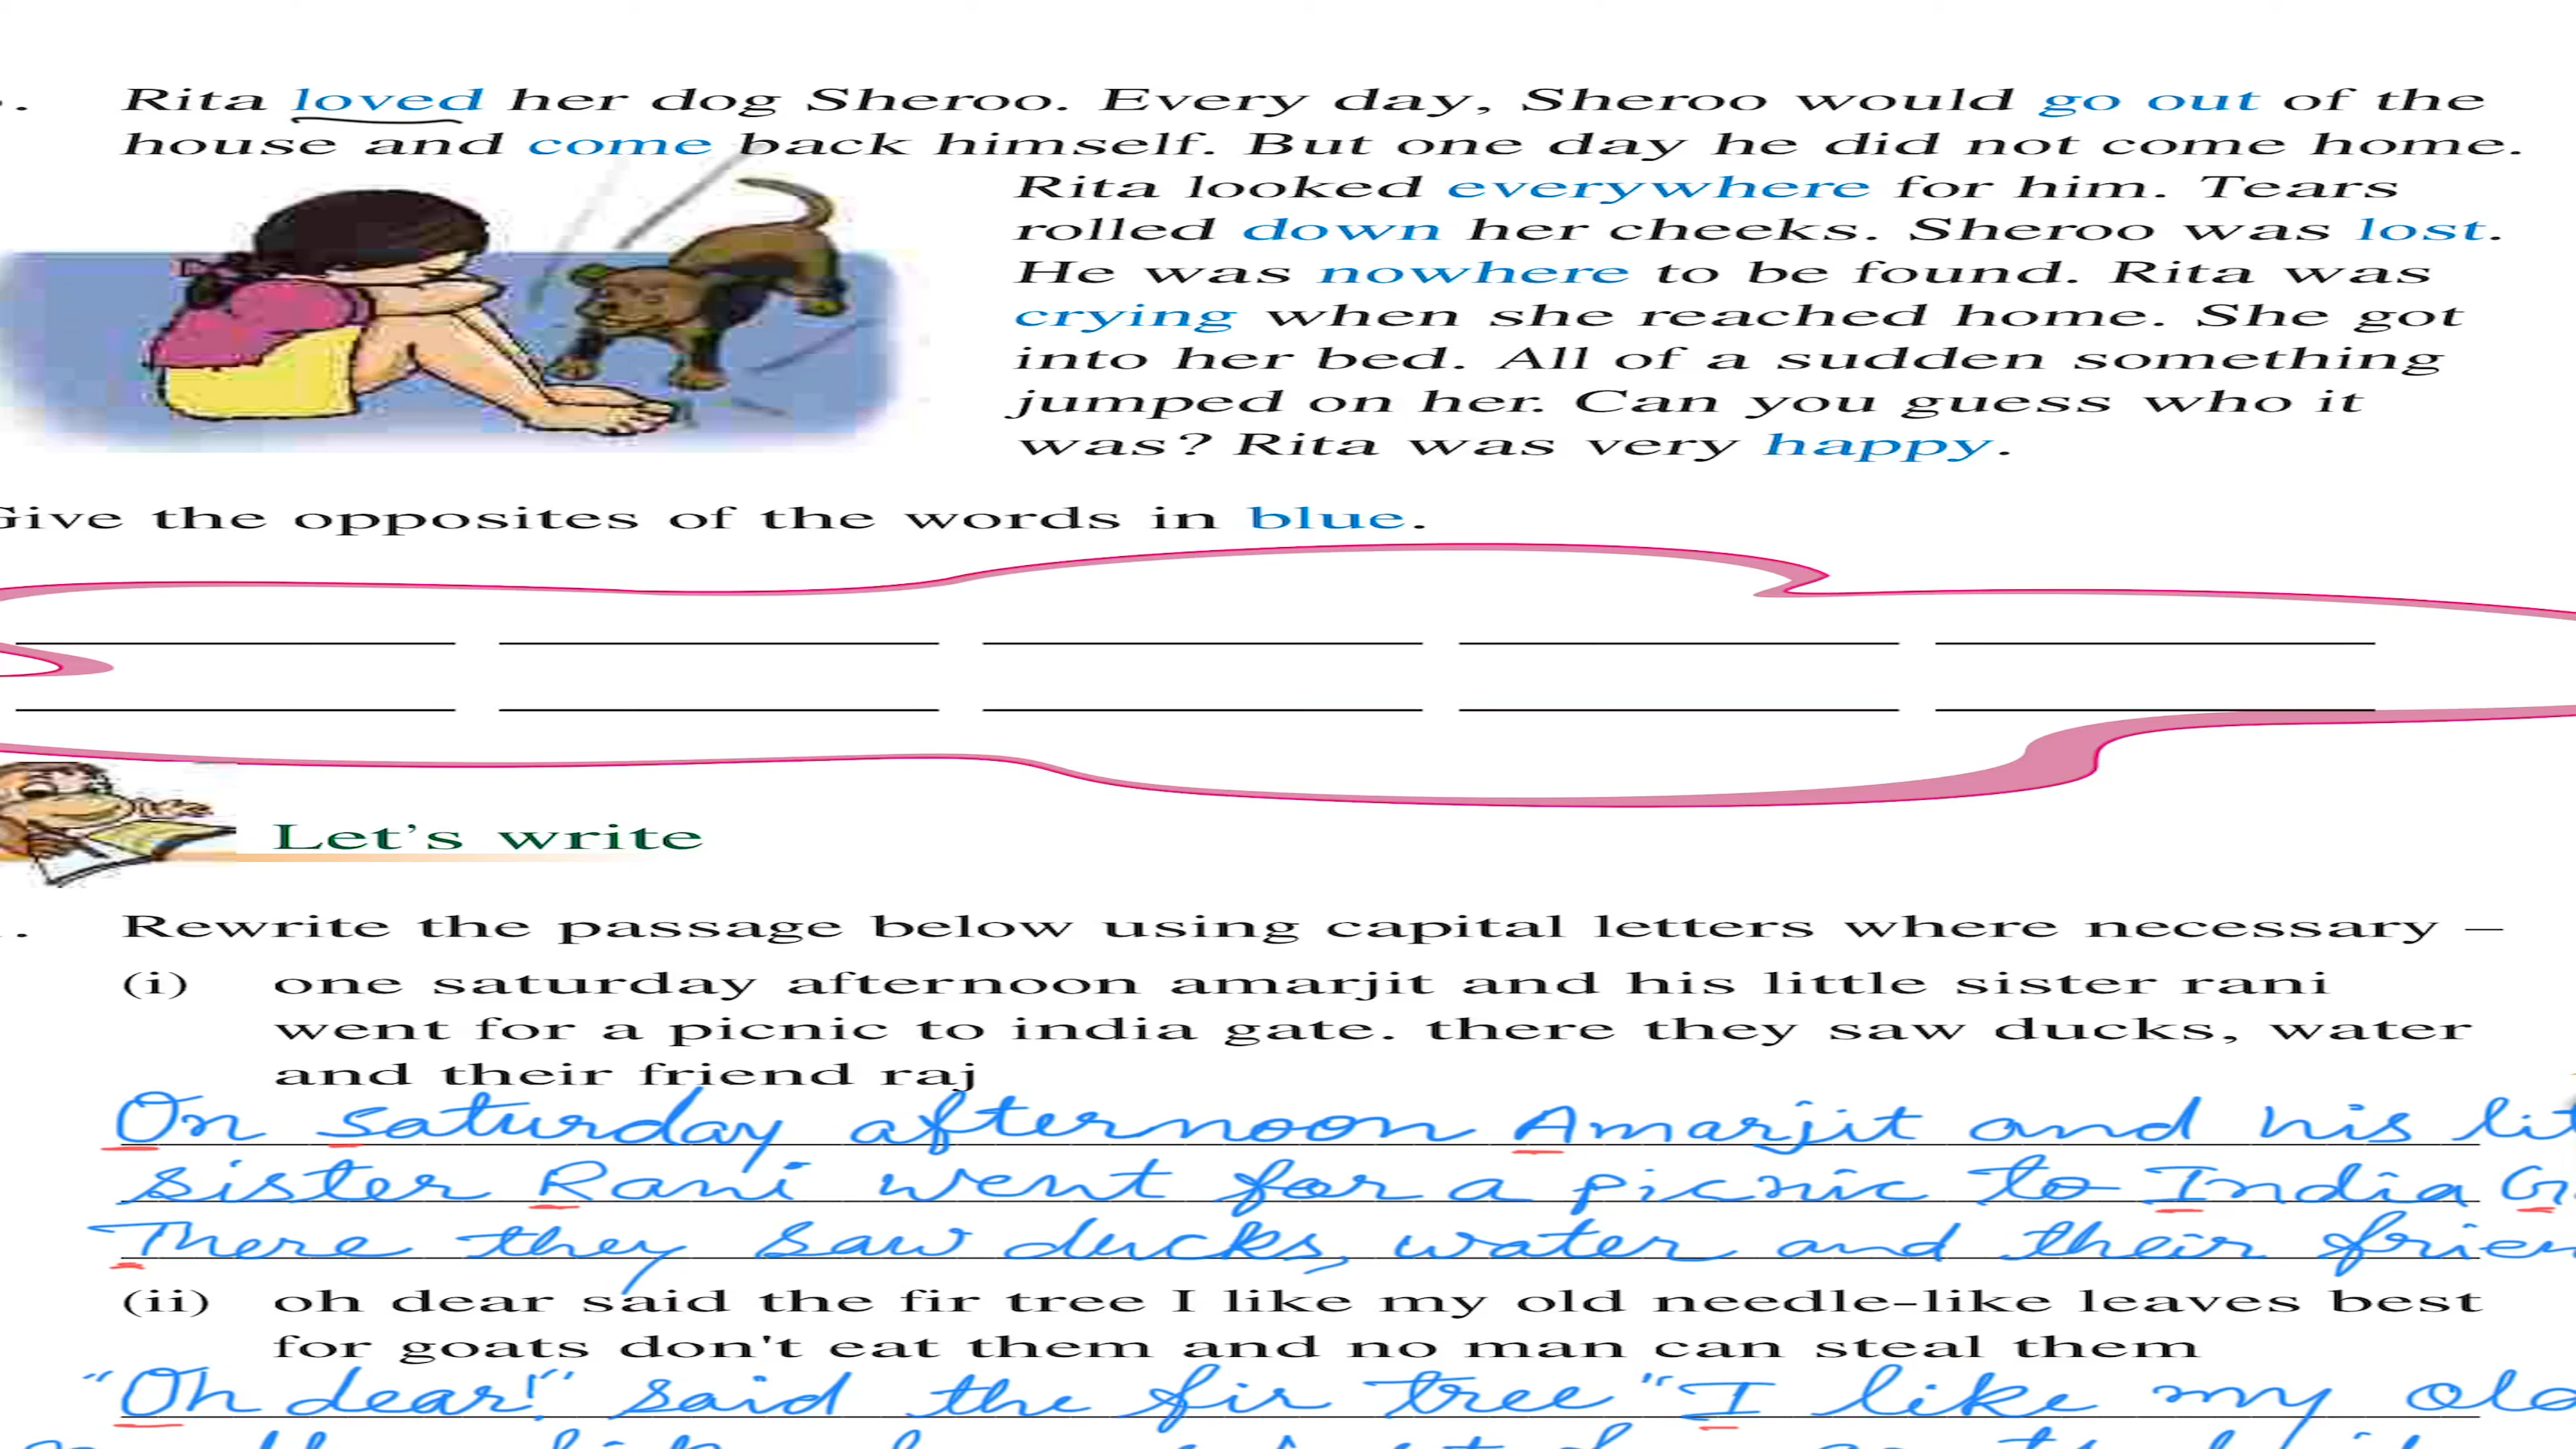 Rita loved her dog Sheroo. Every day, Sheroo would go out of the
house and come back himself. But one day he did not come home.
Rita looked everywhere for him. Tears
rolled down her cheeks. Sheroo was lost.
He was nowhere to be found. Rita was
crying when she reached home. She got
into her bed. All of a sudden something
jumped on her. Can you guess who it
was? Rita was very happy.
Give the opposites of the words in blue.
Let's write
Rewrite the passage below using capital letters where necessary –
(i) one saturday afternoon amarjit and his little sister rani
went for a picnic to india gate. there they saw ducks, water
and their friend raj
On saturday afternoon Amarjit and his lit
sister Rani went for a picnic to India G
There they saw ducks, water and their frien
(ii) oh dear said the fir tree I like my old needle-like leaves best
for goats don't eat them and no man can steal them
"Oh dear!" said the fir tree "I like my old